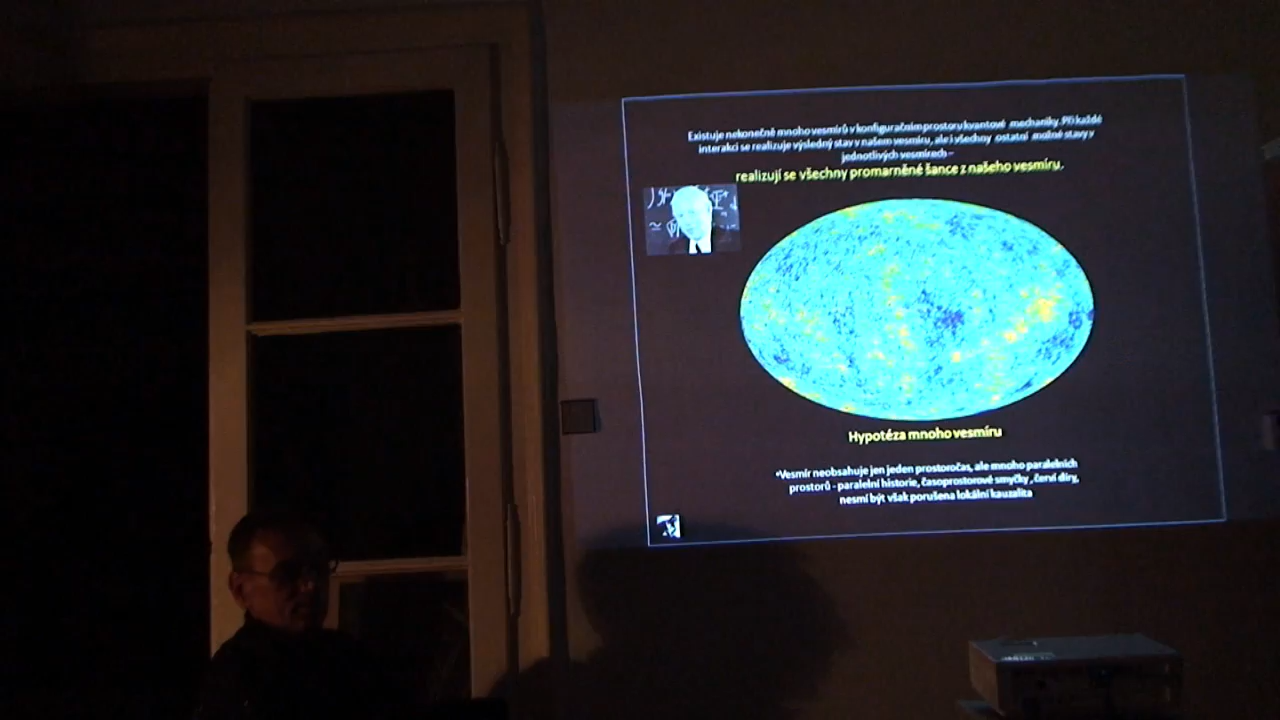 Existuje nekonečně mnoho vesmírů v konfiguračním prostoru kvantové mechaniky. Při každé
interakci se realizuje výsledný stav v našem vesmíru, ale i všechny ostatní možné stavy v
jednotlivých vesmírech –
realizují se všechny promarněné šance z našeho vesmíru.
Hypotéza mnoho vesmíru
•Vesmír neobsahuje jen jeden prostoročas, ale mnoho paralelních
prostorů - paralelní historie, časoprostorové smyčky , červí díry,
nesmí být však porušena lokální kauzalita